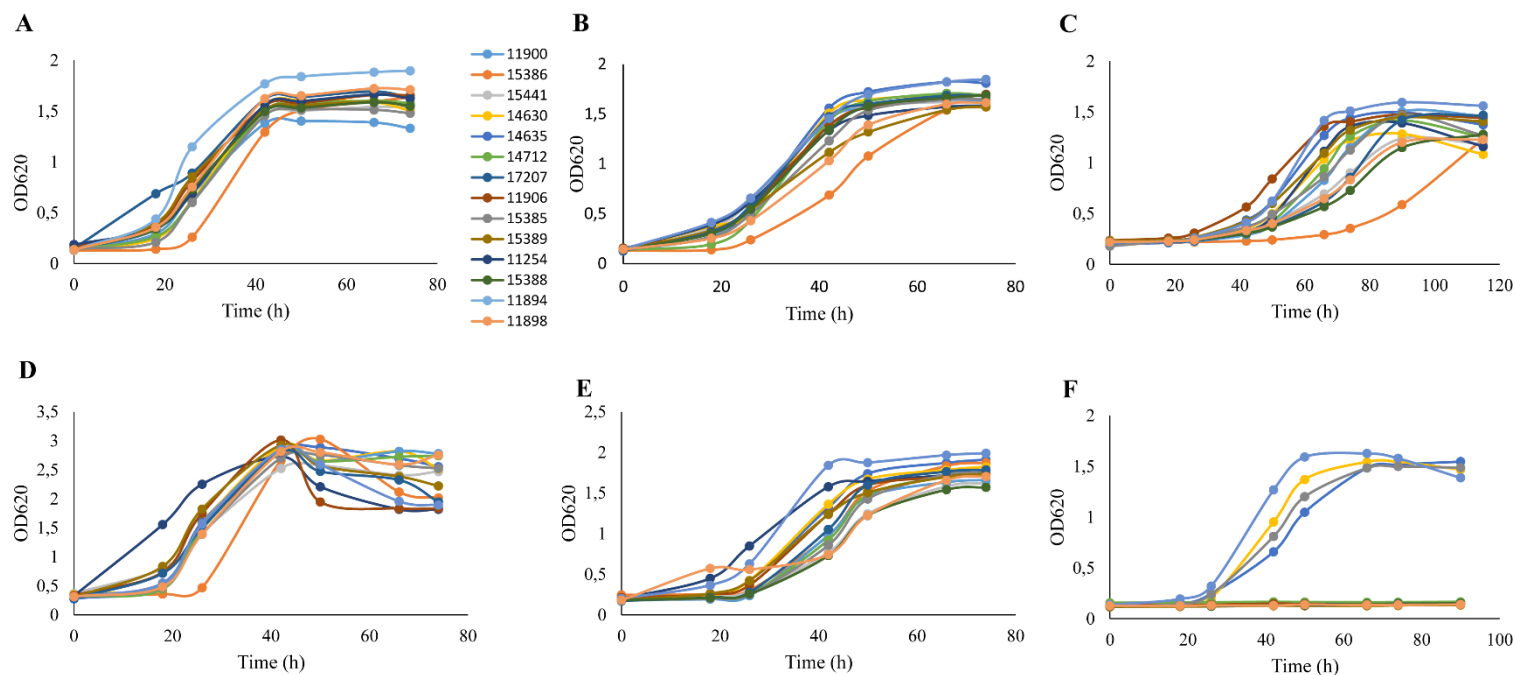 A
OD620
2
1,5
1
0,5
0
0 20 40 60 80
Time (h)
11900
15386
15441
14630
14635
14712
17207
11906
15385
15389
11254
15388
11894
11898
B
OD620
2
1,5
1
0,5
0
0 20 40 60 80
Time (h)
C
OD620
2
1,5
1
0,5
0
0 20 40 60 80 100 120
Time (h)
D
OD620
3,5
3
2,5
2
1,5
1
0,5
0
0 20 40 60 80
Time (h)
E
OD620
2,5
2
1,5
1
0,5
0
0 20 40 60 80
Time (h)
F
OD620
2
1,5
1
0,5
0
0 20 40 60 80 100
Time (h)